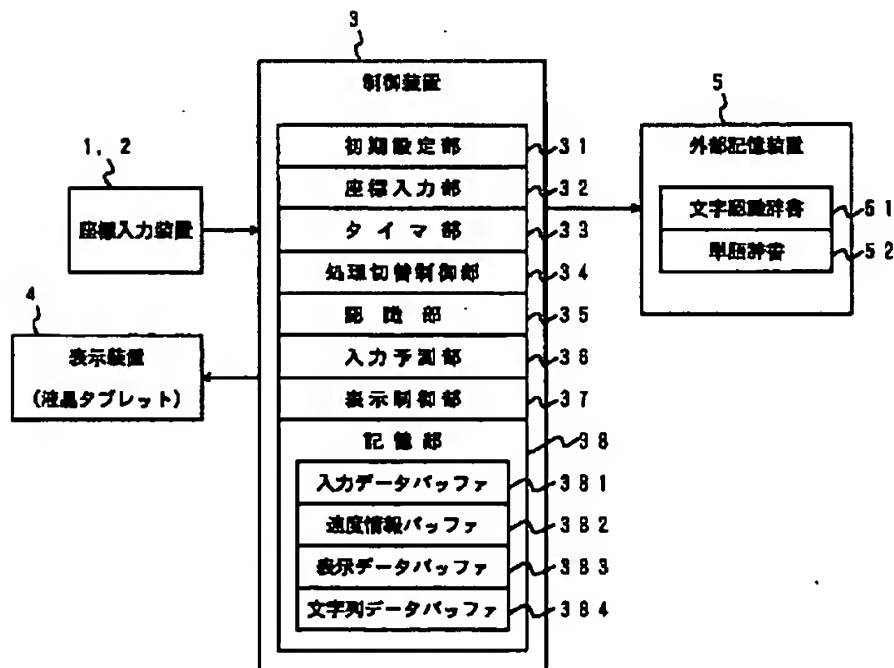 3
制御装置
初期設定部 31
座標入力部 32
タイマ部 33
処理切替制御部 34
認識部 35
入力予測部 36
表示制御部 37
記憶部 38
入力データバッファ 381
速度情報バッファ 382
表示データバッファ 383
文字列データバッファ 384
1, 2
座標入力装置
4
表示装置
(液晶タブレット)
5
外部記憶装置
文字認識辞書 51
単語辞書 52